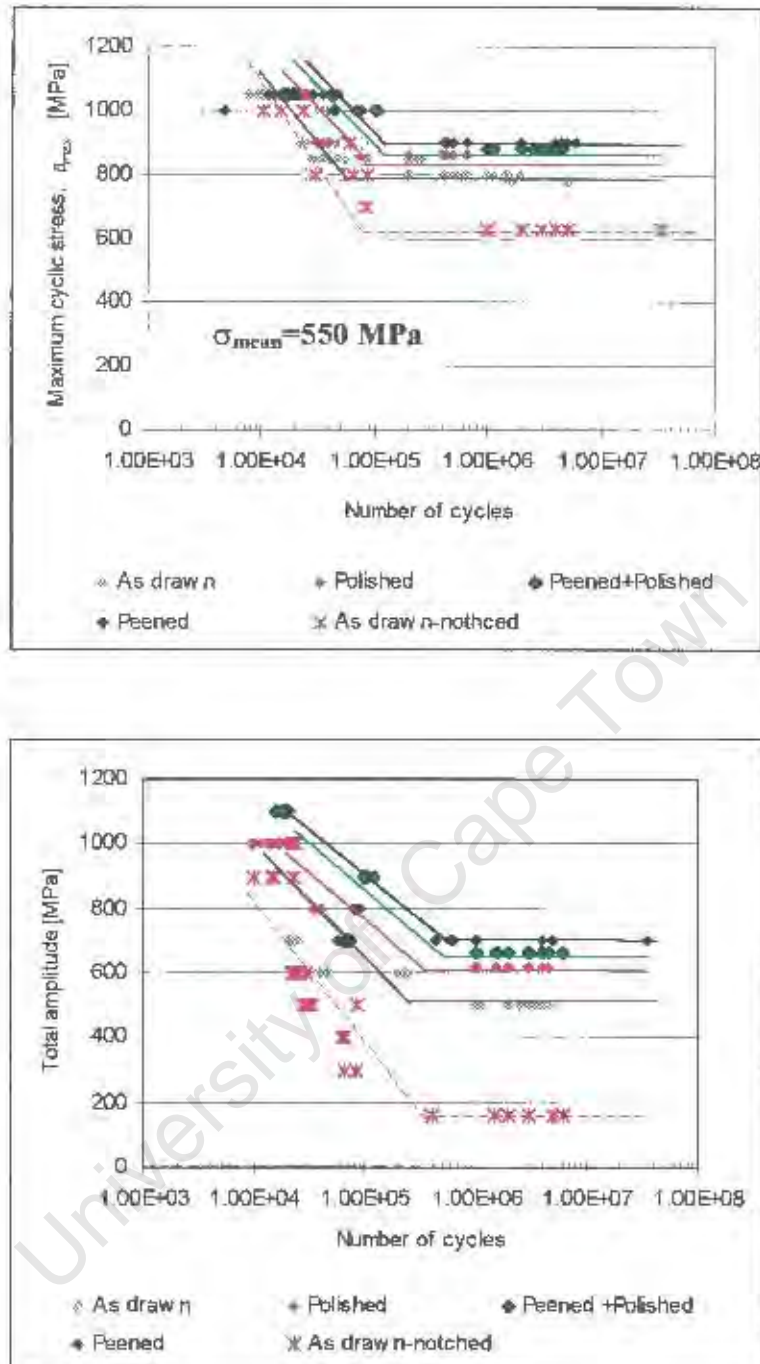 1200
1000
800
600
400
200
0
Maximum cyclic stress, [MPa]
σmean=550 MPa
1.00E+03 1.00E+04 1.00E+05 1.00E+06 1.00E+07 1.00E+08
Number of cycles
As drawn Polished Peened+Polished
Peened As drawn-nothced
1200
1000
800
600
400
200
0
Total amplitude [MPa]
1.00E+03 1.00E+04 1.00E+05 1.00E+06 1.00E+07 1.00E+08
Number of cycles
As drawn Polished Peened +Polished
Peened As drawn-notched
University of Cape Town